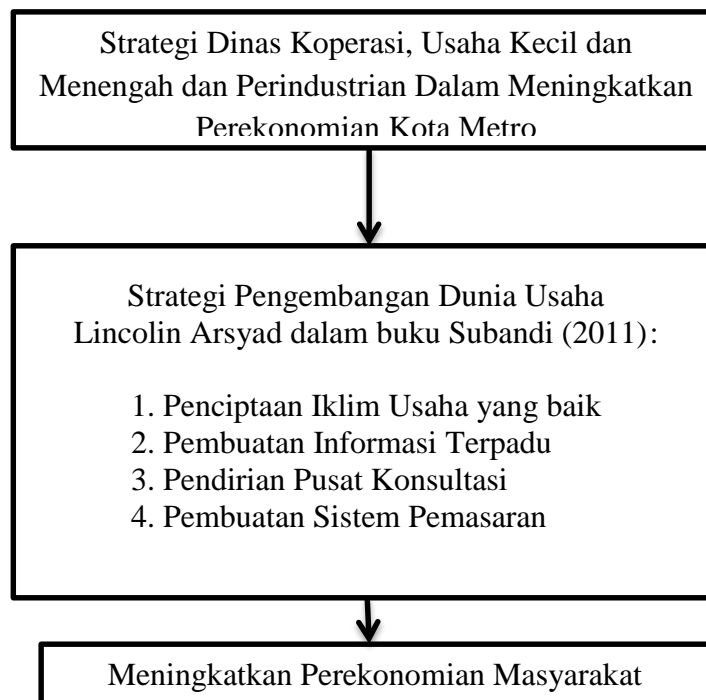 Strategi Dinas Koperasi, Usaha Kecil dan
Menengah dan Perindustrian Dalam Meningkatkan
Perekonomian Kota Metro
Strategi Pengembangan Dunia Usaha
Lincolin Arsyad dalam buku Subandi (2011):
1. Penciptaan Iklim Usaha yang baik
2. Pembuatan Informasi Terpadu
3. Pendirian Pusat Konsultasi
4. Pembuatan Sistem Pemasaran
Meningkatkan Perekonomian Masyarakat